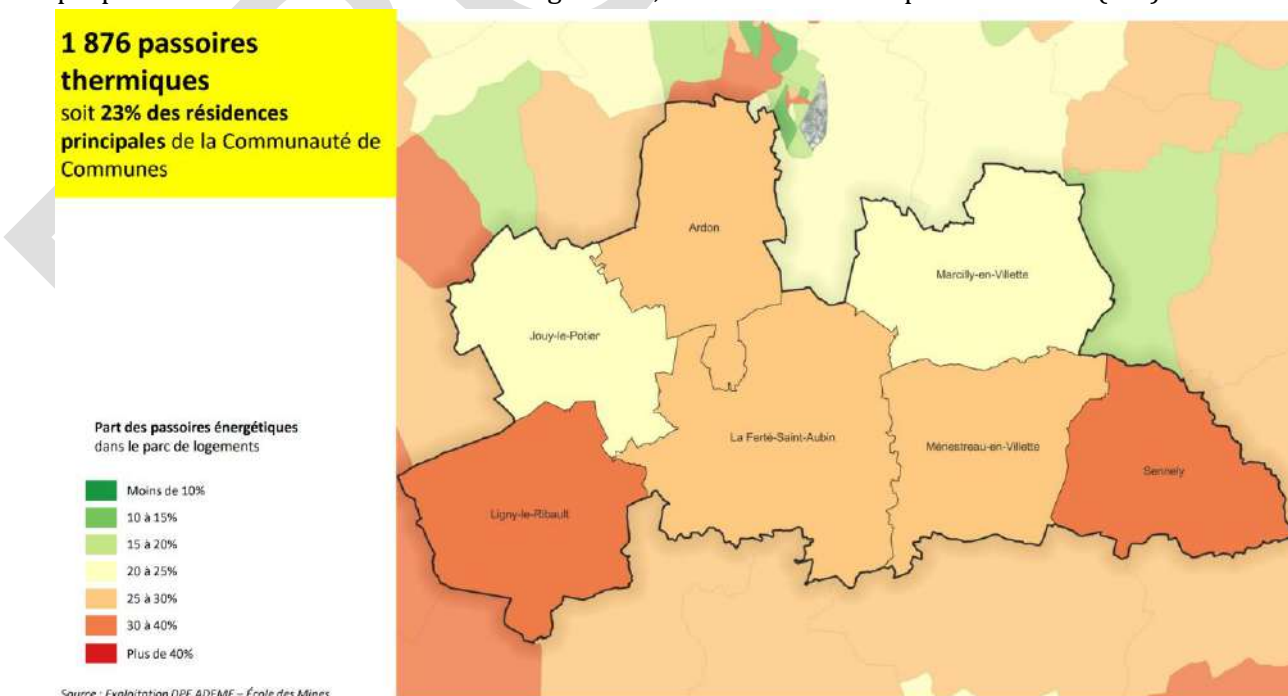 1 876 passoires
thermiques
soit 23% des résidences
principales de la Communauté de
Communes
Ardon
Marcilly-en-Villette
Jouy-le-Potier
La Ferté-Saint-Aubin
Ménestreau-en-Villette
Sennely
Ligny-le-Ribault
Part des passoires énergétiques
dans le parc de logements
Moins de 10%
10 à 15%
15 à 20%
20 à 25%
25 à 30%
30 à 40%
Plus de 40%
Source : Exploitation DPE ADEME – École des Mines